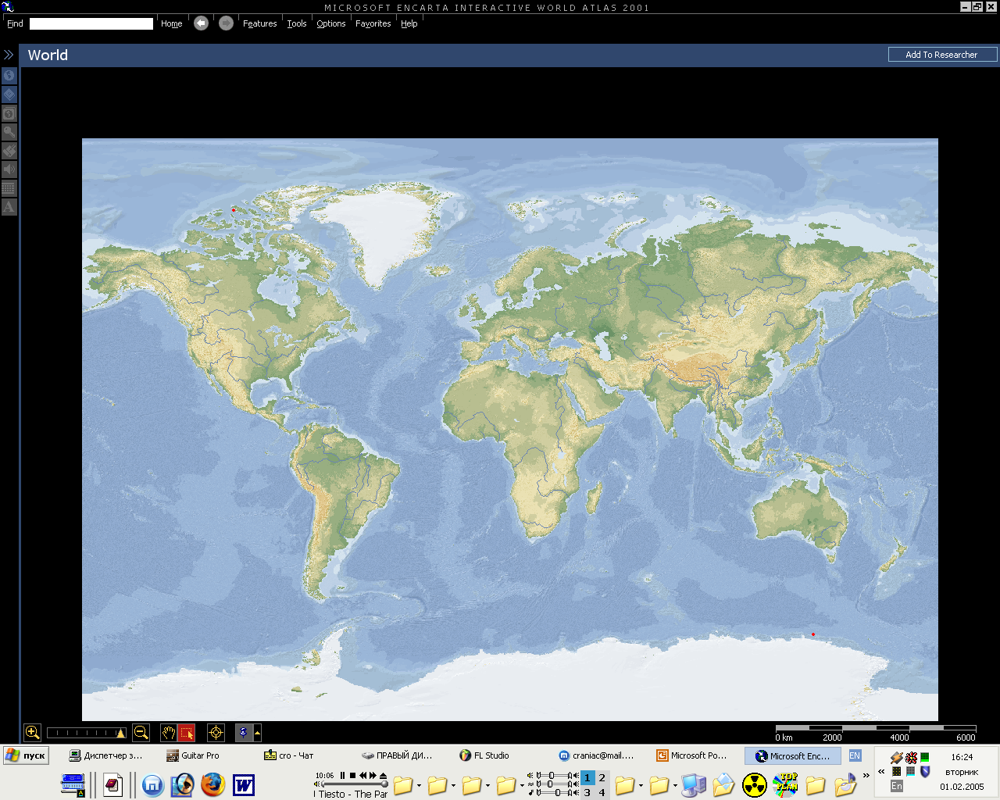 MICROSOFT ENCARTA INTERACTIVE WORLD ATLAS 2001
Find Home Features Tools Options Favorites Help
World
Add To Researcher
A
0 km 2000 4000 6000
пуск Диспетчер з... Guitar Pro cro - Чат ПРАВЫЙ ДИ... FL Studio craniac@mail.... Microsoft Po... Microsoft Enc... EN
16:24
вторник
01.02.2005
En
10:06
Tiesto - The Par
1 2
3 4
TOP PLAN